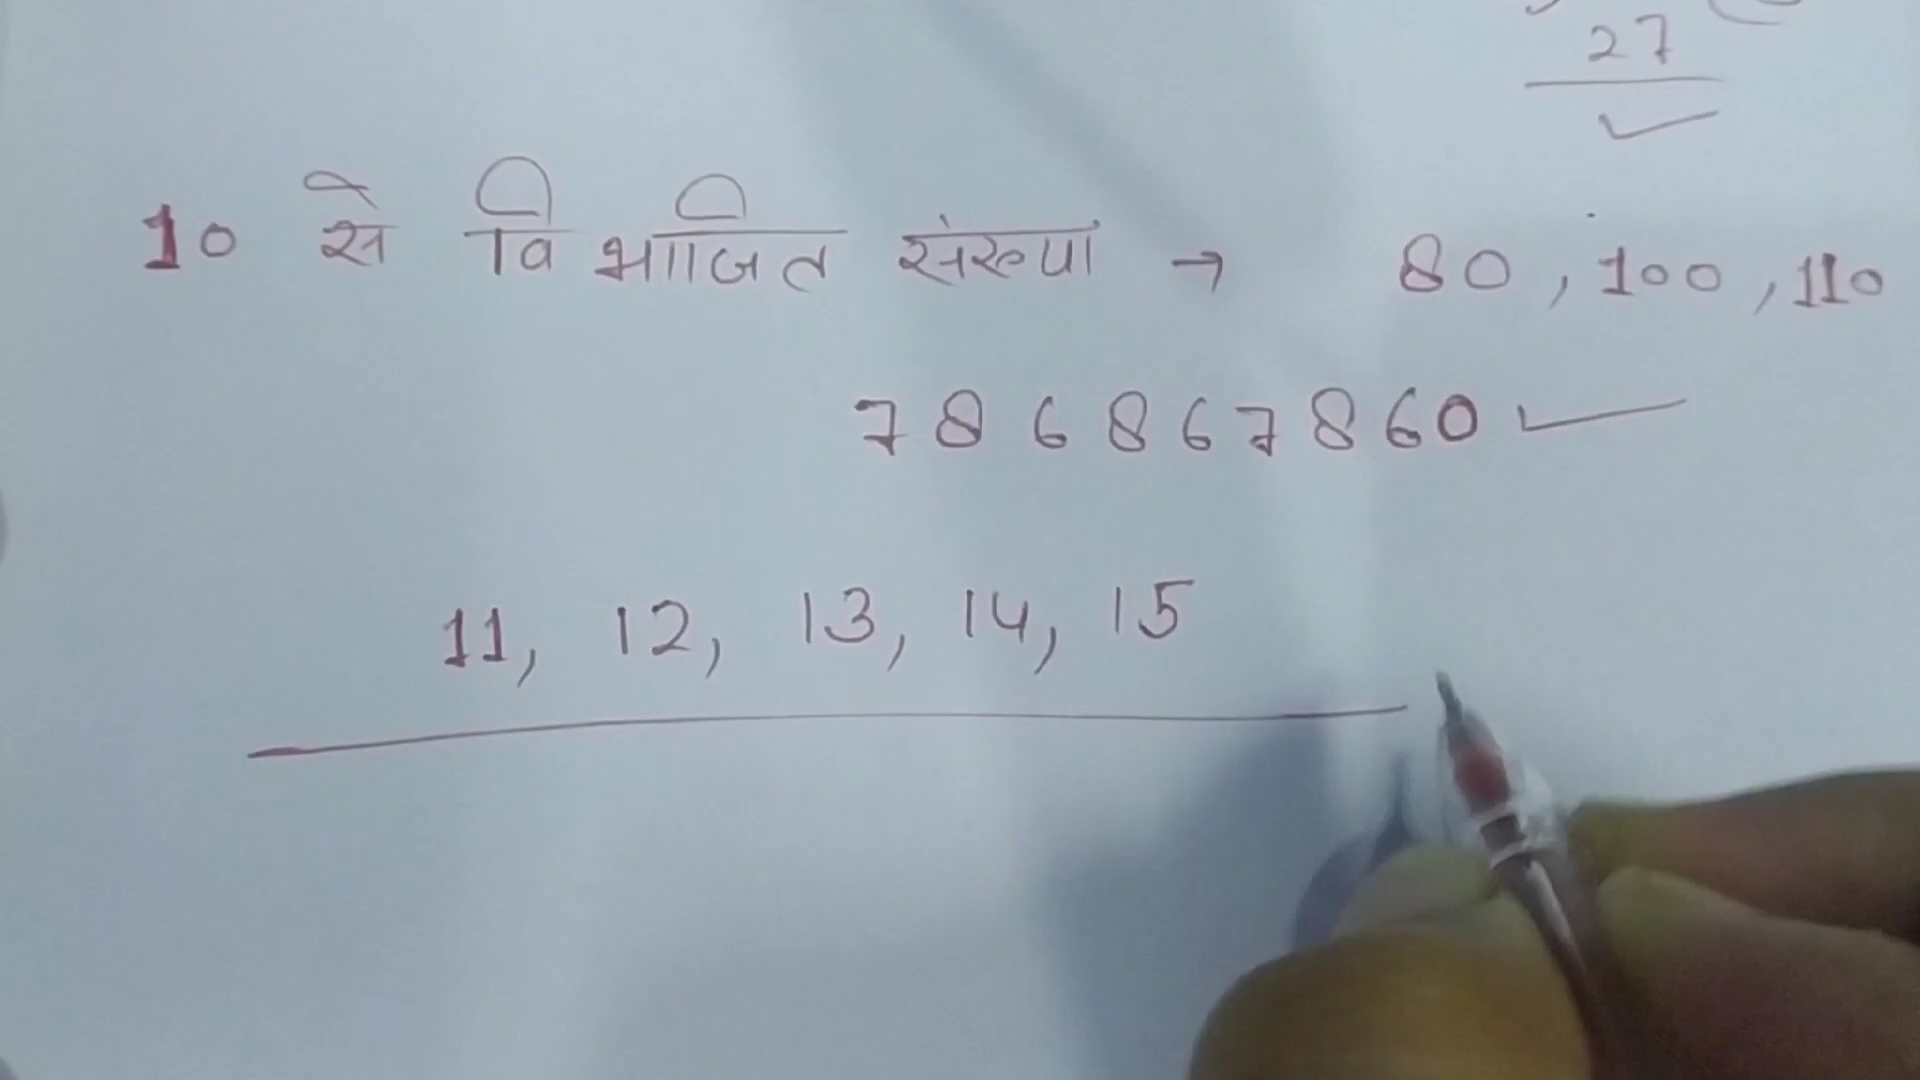 27
10 से विभाजित संख्या → 80, 100, 110
786867860 ✓
11, 12, 13, 14, 15